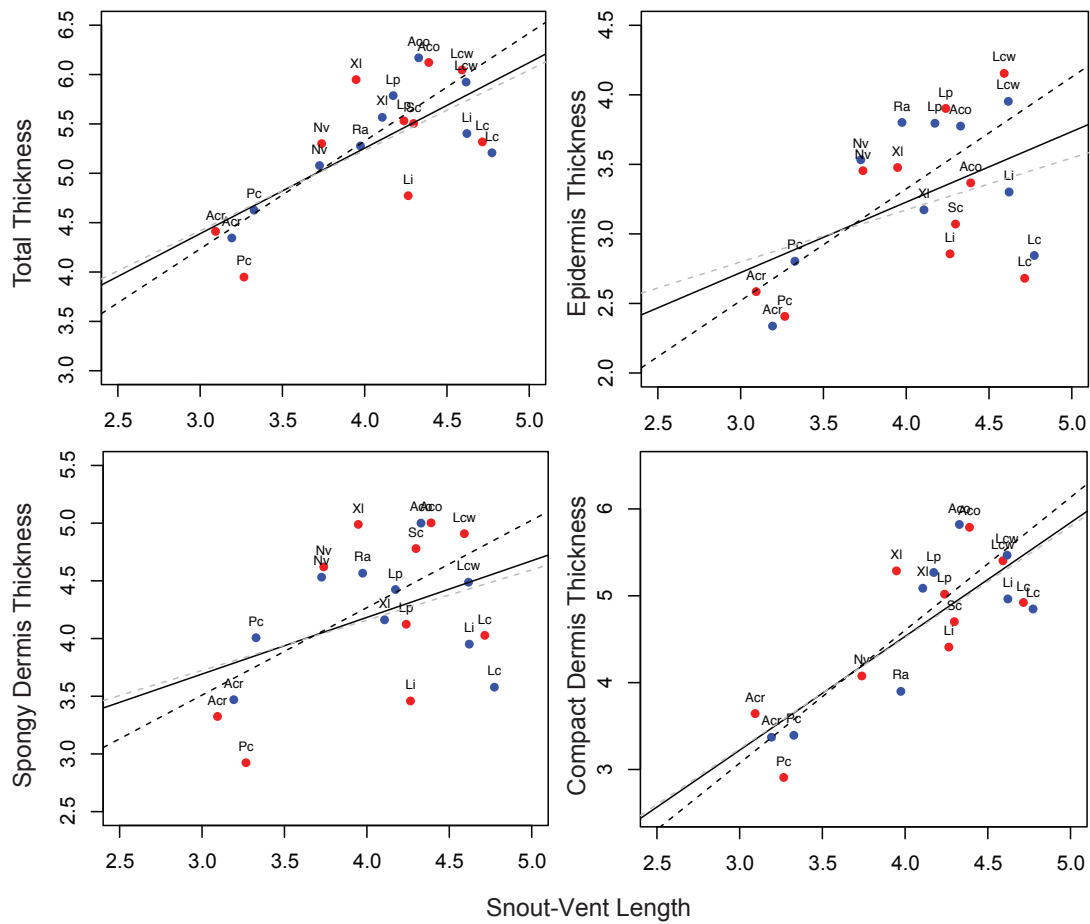 Total Thickness
6.5
6.0
5.5
5.0
4.5
4.0
3.5
3.0
Aco
Aco
Lcw
Lcw
Xl
Lp
Xl
Lp
Sc
Li
Lc
Lc
Nv
Ra
Nv
Li
Pc
Acr
Acr
Pc
2.5 3.0 3.5 4.0 4.5 5.0
Epidermis Thickness
4.5
4.0
3.5
3.0
2.5
2.0
Lcw
Lcw
Lp
Ra
Lp
Aco
Nv
Nv
Xl
Aco
Li
Xl
Sc
Li
Lc
Lc
Pc
Acr
Pc
Acr
2.5 3.0 3.5 4.0 4.5 5.0
Spongy Dermis Thickness
5.5
5.0
4.5
4.0
3.5
3.0
2.5
Xl
Aco
Aco
Lcw
Sc
Nv
Nv
Ra
Lp
Lcw
Xl
Lp
Lc
Pc
Li
Lc
Li
Acr
Acr
Pc
2.5 3.0 3.5 4.0 4.5 5.0
Compact Dermis Thickness
6
5
4
3
Aco
Aco
Lcw
Lcw
Xl
Lp
Xl
Lp
Li
Lc
Lc
Sc
Li
Nv
Ra
Acr
Acr
Pc
Pc
2.5 3.0 3.5 4.0 4.5 5.0
Snout-Vent Length